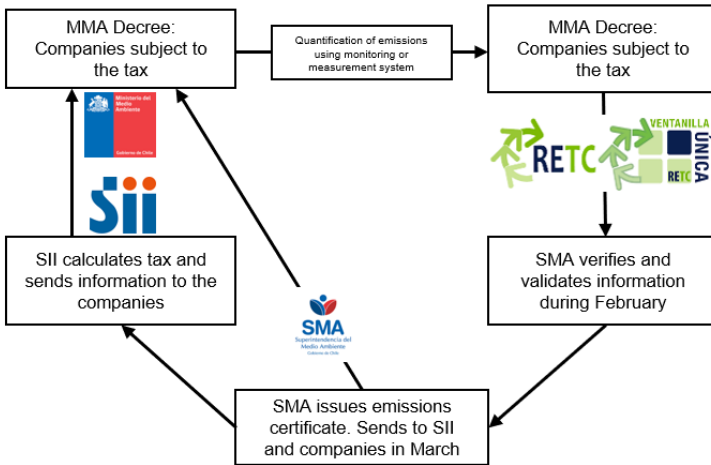 MMA Decree:
Companies subject to
the tax
Quantification of emissions
using monitoring or
measurement system
MMA Decree:
Companies subject to
the tax
Ministerio del
Medio
Ambiente
Gobierno de Chile
RETC
VENTANILLA
ÚNICA
RETC
Sii
SII calculates tax and
sends information to the
companies
SMA verifies and
validates information
during February
SMA
Superintendencia del
Medio Ambiente
Gobierno de Chile
SMA issues emissions
certificate. Sends to SII
and companies in March